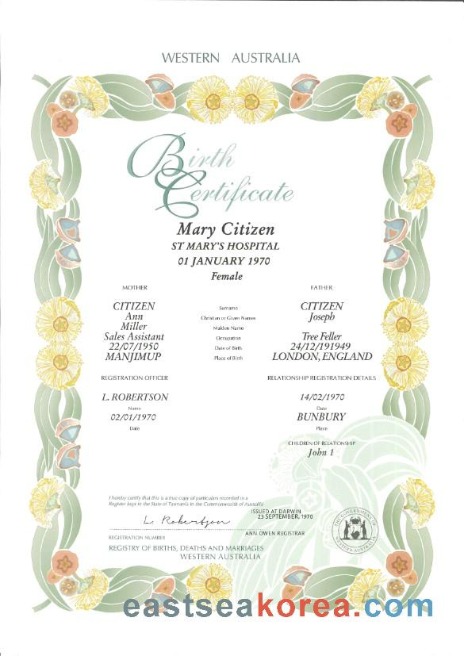 WESTERN AUSTRALIA
Birth
Certificate
Mary Citizen
ST MARY'S HOSPITAL
01 JANUARY 1970
Female
MOTHER FATHER
CITIZEN Surname CITIZEN
Ann Christian or Given Names Joseph
Miller Maiden Name
Sales Assistant Occupation Tree Feller
22/07/1950 Date of Birth 24/12/191949
MANJIMUP Place of Birth LONDON, ENGLAND
REGISTRATION OFFICER RELATIONSHIP REGISTRATION DETAILS
L. ROBERTSON 14/02/1970
Name Date
02/01/1970 BUNBURY
Date Place
CHILDREN OF RELATIONSHIP
John 1
I hereby certify that this is a true copy of particulars recorded in a
Register kept in the State of Tasmania in the Commonwealth of Australia
L. Robertson
ISSUED AT DARWIN
23 SEPTEMBER, 1970
REGISTRATION NUMBER ANN OWEN REGISTRAR
REGISTRY OF BIRTHS, DEATHS AND MARRIAGES
WESTERN AUSTRALIA
eastseakorea.com